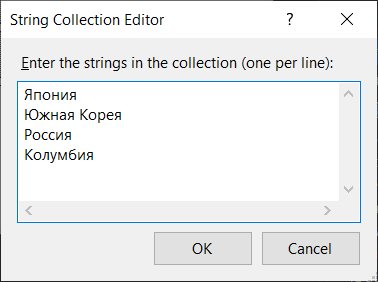 String Collection Editor
?
Enter the strings in the collection (one per line):
Япония
Южная Корея
Россия
Колумбия
OK
Cancel